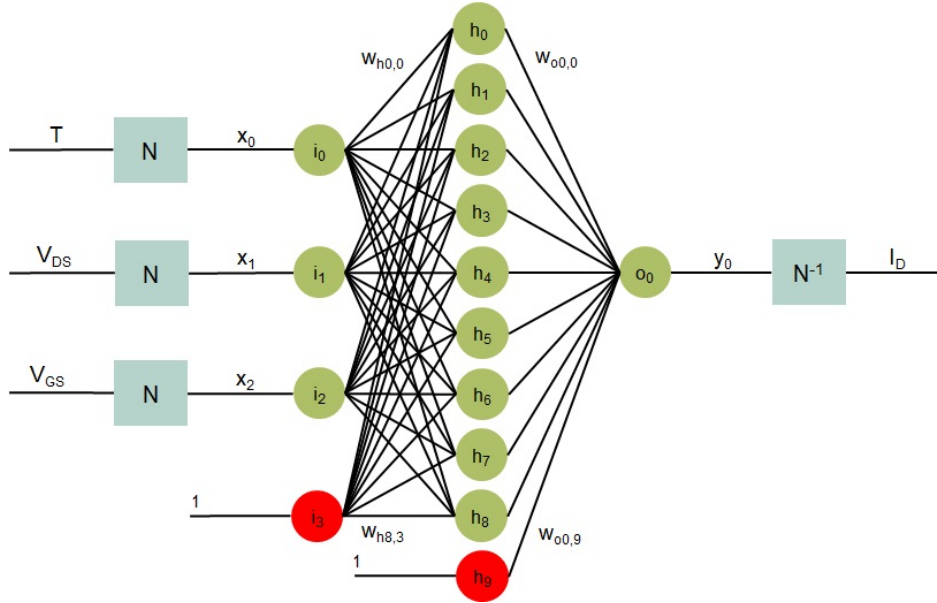 h0
wh0,0
wo0,0
h1
T
N
x0
i0
h2
h3
VDS
N
x1
i1
h4
o0
y0
N-1
ID
h5
VGS
N
x2
i2
h6
h7
1
i3
h8
wh8,3
wo0,9
1
h9